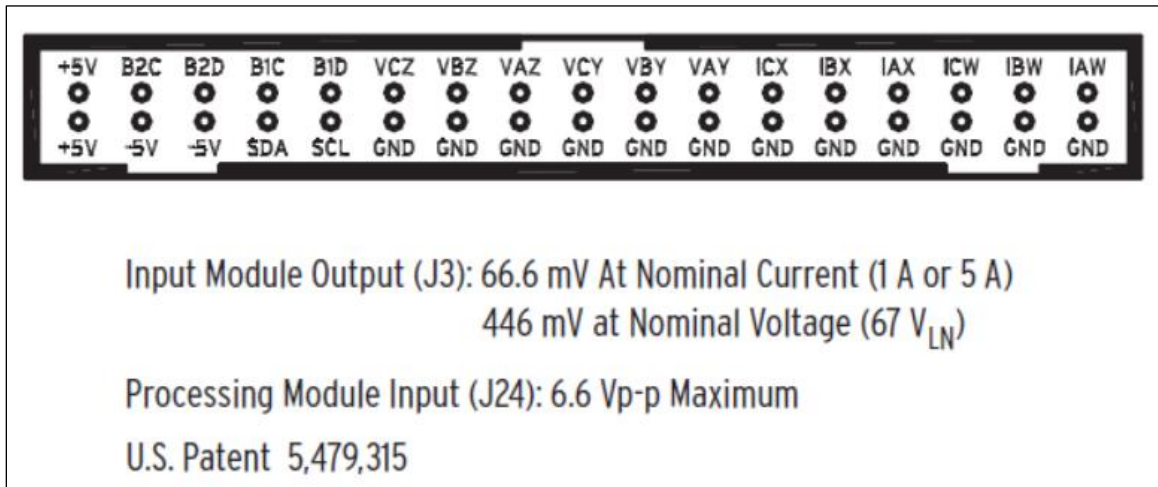 +5V B2C B2D B1C B1D VCZ VBZ VAZ VCY VBY VAY ICX IBX IAX ICW IBW IAW
+5V -5V -5V SDA SCL GND GND GND GND GND GND GND GND GND GND GND GND
Input Module Output (J3): 66.6 mV At Nominal Current (1 A or 5 A)
446 mV at Nominal Voltage (67 VLN)
Processing Module Input (J24): 6.6 Vp-p Maximum
U.S. Patent 5,479,315